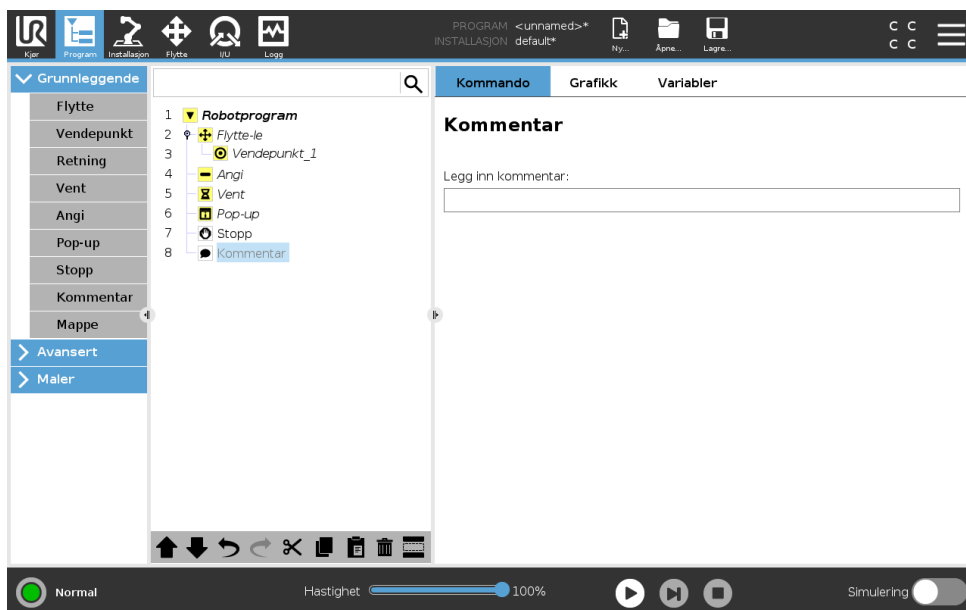 UR
PROGRAM <unnamed>*
INSTALLASJON default*
C C
C C
Kjør Program Installasjon Flytte I/U Logg Ny... Åpne... Lagre...
Grunnleggende
Flytte
Vendepunkt
Retning
Vent
Angi
Pop-up
Stopp
Kommentar
Mappe
Avansert
Maler
1 Robotprogram
2 Flytte-le
3 Vendepunkt_1
4 Angi
5 Vent
6 Pop-up
7 Stopp
8 Kommentar
Kommando Grafikk Variabler
Kommentar
Legg inn kommentar:
Normal Hastighet 100% Simulering